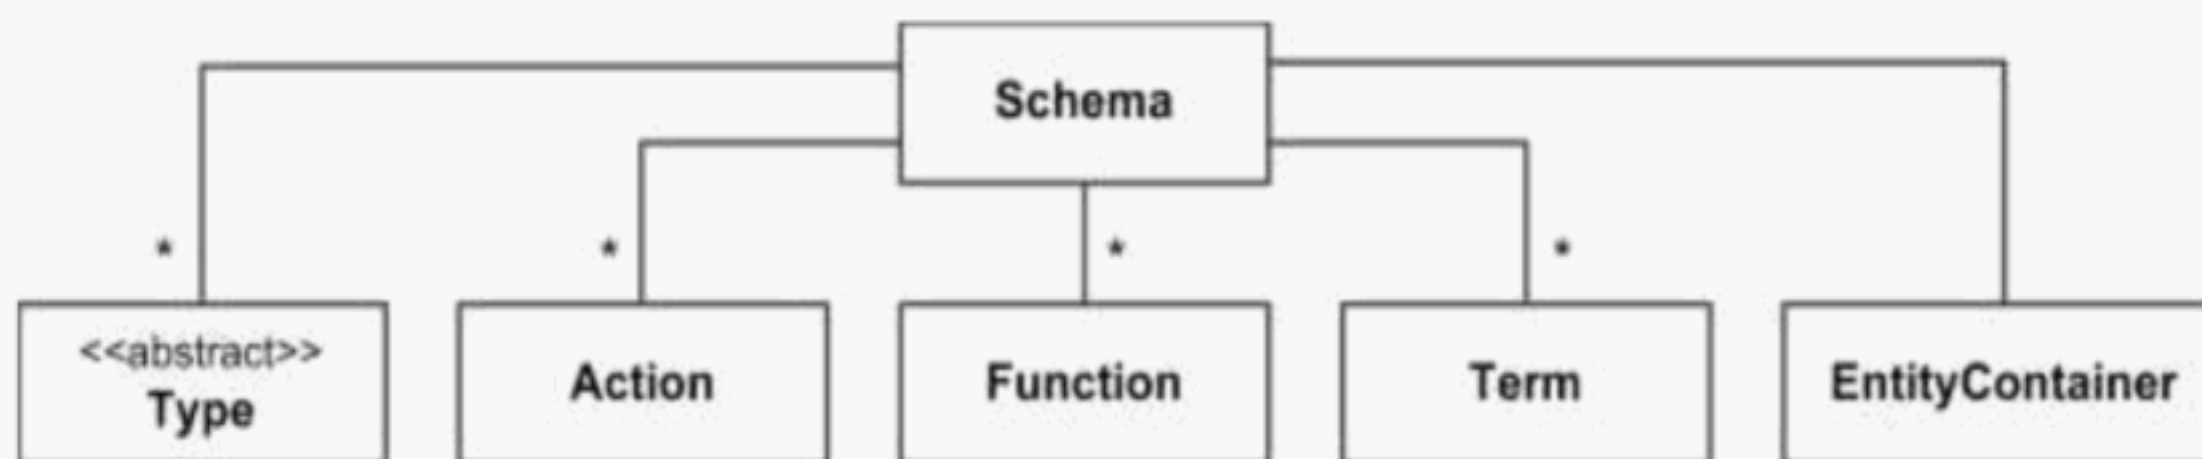 Schema
* * * *
<<abstract>>
Type
Action
Function
Term
EntityContainer